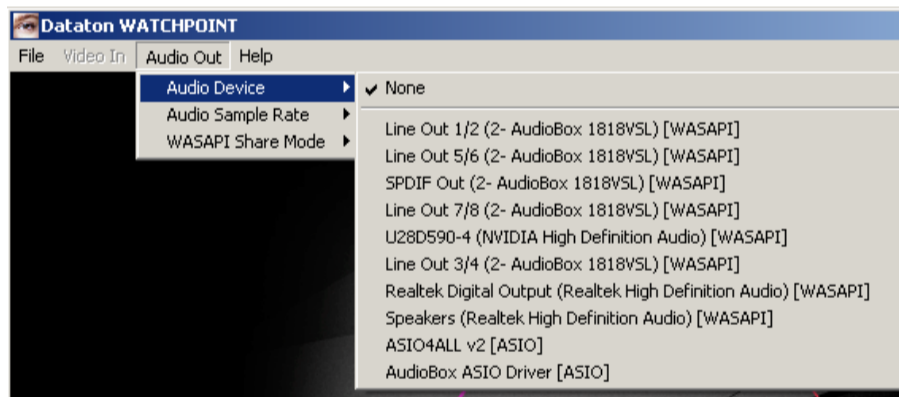 Dataton WATCHPOINT
File Video In Audio Out Help
Audio Device
Audio Sample Rate
WASAPI Share Mode
None
Line Out 1/2 (2- AudioBox 1818VSL) [WASAPI]
Line Out 5/6 (2- AudioBox 1818VSL) [WASAPI]
SPDIF Out (2- AudioBox 1818VSL) [WASAPI]
Line Out 7/8 (2- AudioBox 1818VSL) [WASAPI]
U28D590-4 (NVIDIA High Definition Audio) [WASAPI]
Line Out 3/4 (2- AudioBox 1818VSL) [WASAPI]
Realtek Digital Output (Realtek High Definition Audio) [WASAPI]
Speakers (Realtek High Definition Audio) [WASAPI]
ASIO4ALL v2 [ASIO]
AudioBox ASIO Driver [ASIO]